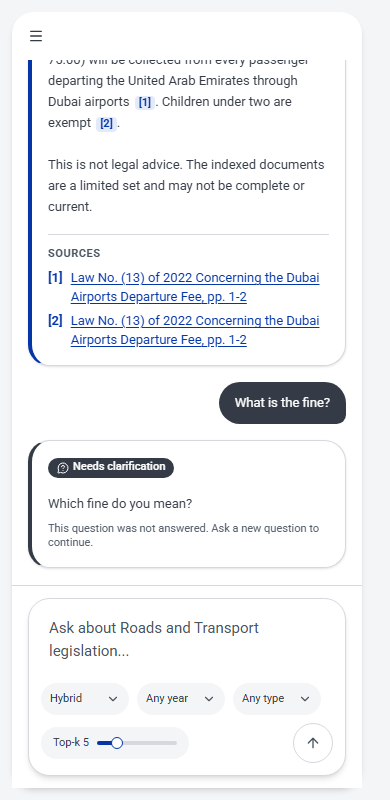 75.00) will be collected from every passenger
departing the United Arab Emirates through
Dubai airports [1]. Children under two are
exempt [2].
This is not legal advice. The indexed documents
are a limited set and may not be complete or
current.
SOURCES
[1] Law No. (13) of 2022 Concerning the Dubai
Airports Departure Fee, pp. 1-2
[2] Law No. (13) of 2022 Concerning the Dubai
Airports Departure Fee, pp. 1-2
What is the fine?
Needs clarification
Which fine do you mean?
This question was not answered. Ask a new question to
continue.
Ask about Roads and Transport
legislation...
Hybrid Any year Any type
Top-k 5